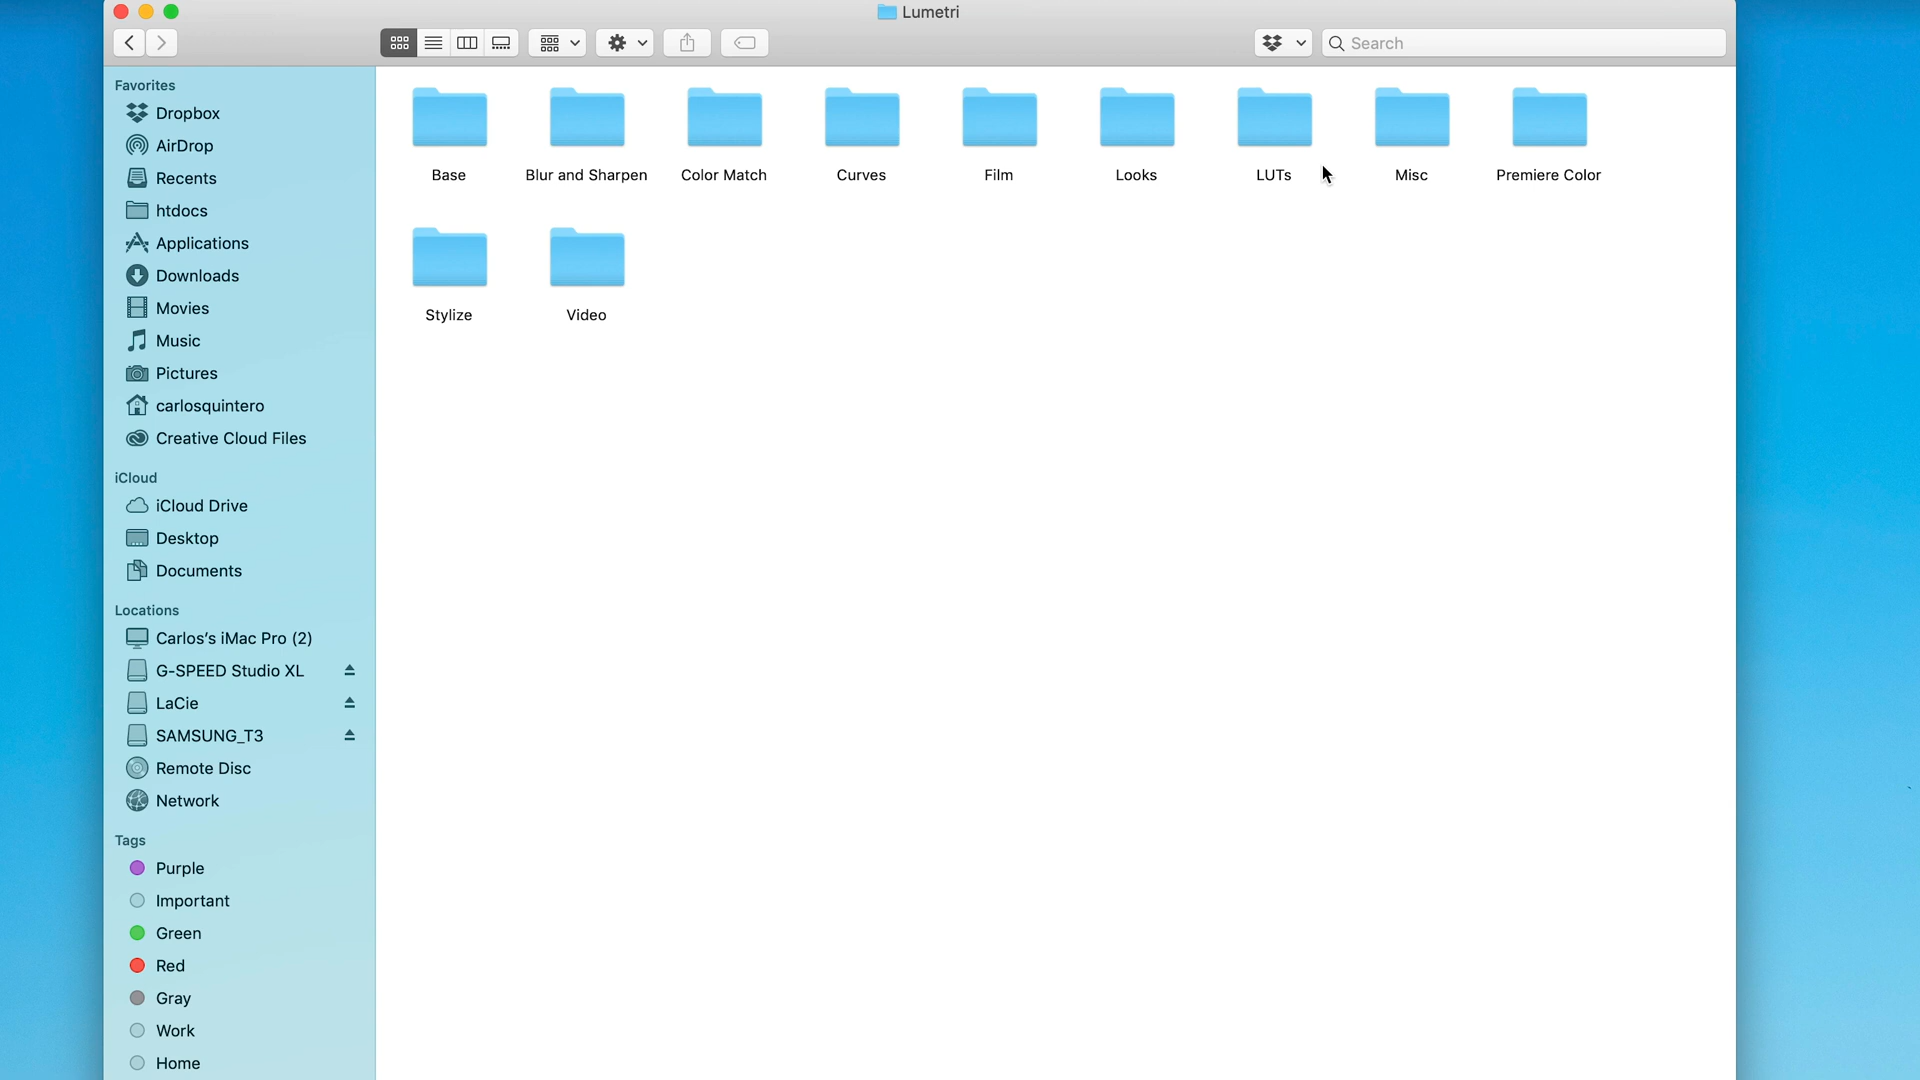 Lumetri
Search
Favorites
Dropbox
AirDrop
Recents
htdocs
Applications
Downloads
Movies
Music
Pictures
carlosquintero
Creative Cloud Files
iCloud
iCloud Drive
Desktop
Documents
Locations
Carlos's iMac Pro (2)
G-SPEED Studio XL
LaCie
SAMSUNG_T3
Remote Disc
Network
Tags
Purple
Important
Green
Red
Gray
Work
Home
Base
Blur and Sharpen
Color Match
Curves
Film
Looks
LUTs
Misc
Premiere Color
Stylize
Video